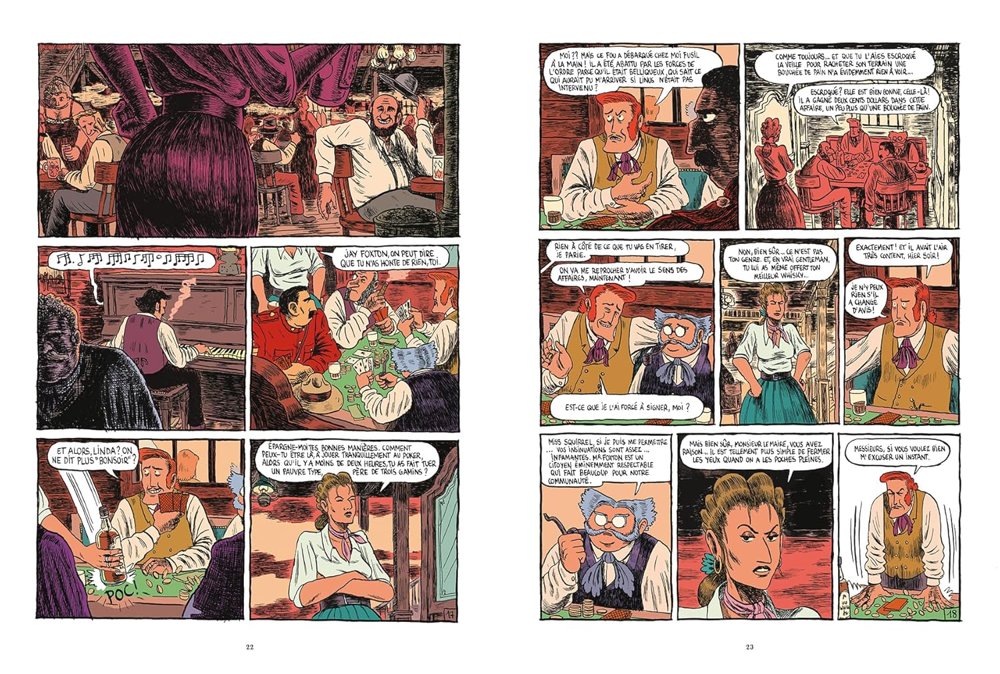 JAY FOXTON, ON PEUT DIRE
QUE TU N'AS HONTE DE RIEN, TOI.
ET ALORS, LINDA ? ON
NE DIT PLUS "BONSOIR" ?
POC!
ÉPARGNE-MOI TES BONNES MANIÈRES. COMMENT
PEUX-TU ÊTRE LÀ, À JOUER TRANQUILLEMENT AU POKER,
ALORS QU'IL Y A MOINS DE DEUX HEURES, TU AS FAIT TUER
UN PAUVRE TYPE, PÈRE DE TROIS GAMINS ?
17
22
MOI ?? MAIS CE FOU A DÉBARQUÉ CHEZ MOI FUSIL
À LA MAIN ! IL A ÉTÉ ABATTU PAR LES FORCES DE
L'ORDRE PARCE QU'IL ÉTAIT BELLIQUEUX. QUI SAIT CE
QUI AURAIT PU M'ARRIVER SI LINUS N'ÉTAIT PAS
INTERVENU ?
COMME TOUJOURS... ET QUE TU L'AIES ESCROQUÉ
LA VEILLE POUR RACHETER SON TERRAIN UNE
BOUCHÉE DE PAIN N'A ÉVIDEMMENT RIEN À VOIR...
ESCROQUÉ ? ELLE EST BIEN BONNE, CELLE-LÀ !
IL A GAGNÉ DEUX CENTS DOLLARS DANS CETTE
AFFAIRE, UN PEU PLUS QU'UNE BOUCHÉE DE PAIN.
RIEN À CÔTÉ DE CE QUE TU VAS EN TIRER,
JE PARIE.
ON VA ME REPROCHER D'AVOIR LE SENS DES
AFFAIRES, MAINTENANT !
EST-CE QUE JE L'AI FORCÉ À SIGNER, MOI ?
NON, BIEN SÛR... CE N'EST PAS
TON GENRE. ET, EN VRAI GENTLEMAN,
TU LUI AS MÊME OFFERT TON
MEILLEUR WHISKY...
EXACTEMENT ! ET IL AVAIT L'AIR
TRÈS CONTENT, HIER SOIR !
JE N'Y PEUX
RIEN S'IL
A CHANGÉ
D'AVIS !
MISS SQUIRREL, SI JE PUIS ME PERMETTRE
... VOS INSINUATIONS SONT ASSEZ...
INFAMANTES. MR FOXTON EST UN
CITOYEN ÉMINEMMENT RESPECTABLE
QUI FAIT BEAUCOUP POUR NOTRE
COMMUNAUTÉ.
MAIS BIEN SÛR, MONSIEUR LE MAIRE, VOUS AVEZ
RAISON... IL EST TELLEMENT PLUS SIMPLE DE FERMER
LES YEUX QUAND ON A LES POCHES PLEINES.
MESSIEURS, SI VOUS VOULEZ BIEN
M'EXCUSER UN INSTANT.
18
23